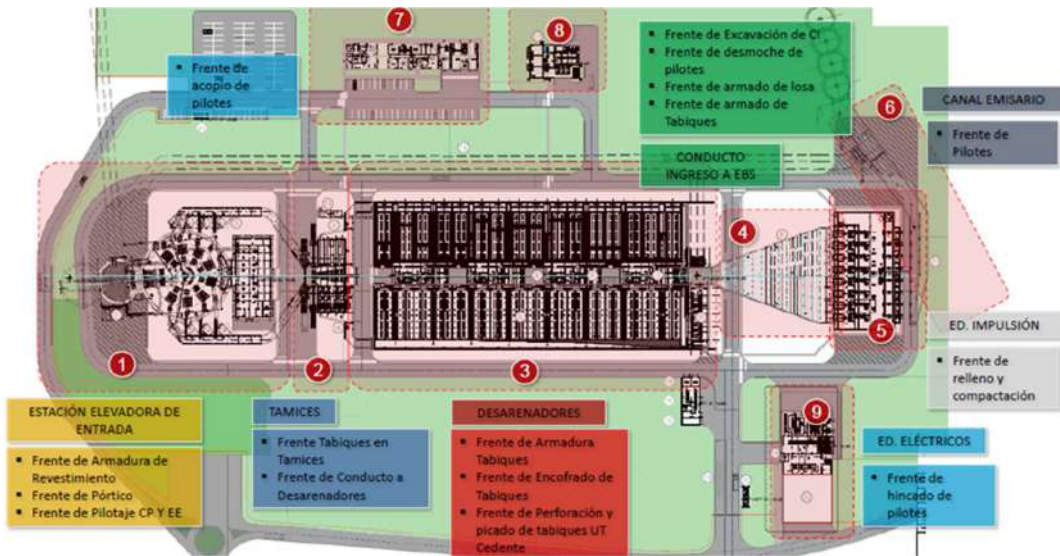 7
8
Frente de
acopio de
pilotes
Frente de Excavación de CI
Frente de desmoche de
pilotes
Frente de armado de losa
Frente de armado de
Tabiques
6
CANAL EMISARIO
Frente de
Pilotes
CONDUCTO
INGRESO A EBS
4
1
2
3
5
ED. IMPULSIÓN
Frente de
relleno y
compactación
9
ESTACIÓN ELEVADORA DE
ENTRADA
Frente de Armadura de
Revestimiento
Frente de Pórtico
Frente de Pilotaje CP Y EE
TAMICES
Frente Tabiques en
Tamices
Frente de Conducto a
Desarenadores
DESARENADORES
Frente de Armadura
Tabiques
Frente de Encofrado de
Tabiques
Frente de Perforación y
picado de tabiques UT
Cedente
ED. ELÉCTRICOS
Frente de
hincado de
pilotes